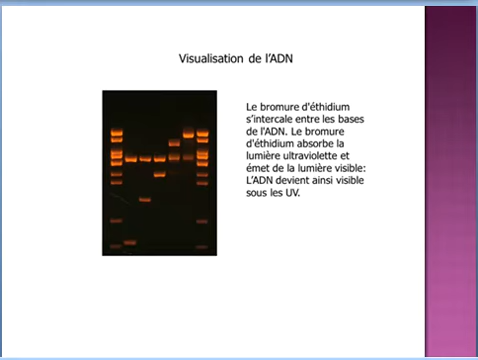 Visualisation de l'ADN
Le bromure d'éthidium
s'intercale entre les bases
de l'ADN. Le bromure
d'éthidium absorbe la
lumière ultraviolette et
émet de la lumière visible:
L'ADN devient ainsi visible
sous les UV.